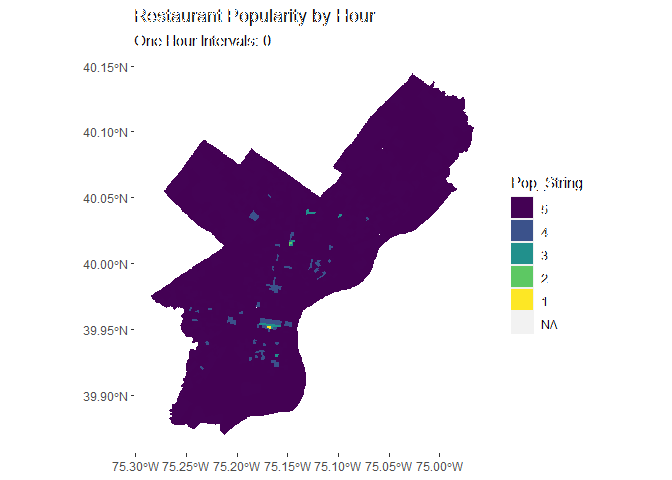 Restaurant Popularity by Hour
One Hour Intervals: 0
40.15°N
40.10°N
40.05°N
40.00°N
39.95°N
39.90°N
75.30°W 75.25°W 75.20°W 75.15°W 75.10°W 75.05°W 75.00°W
Pop_String
5
4
3
2
1
NA